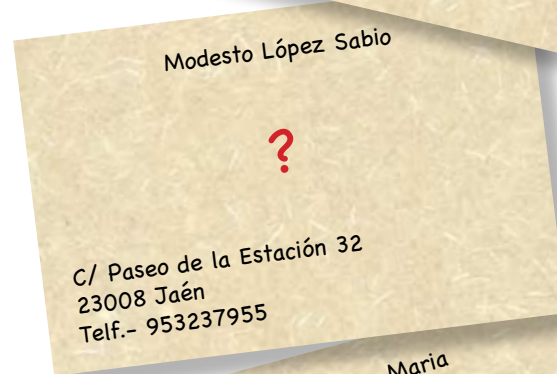 Modesto López Sabio
?
C/ Paseo de la Estación 32
23008 Jaén
Telf.- 953237955
Maria